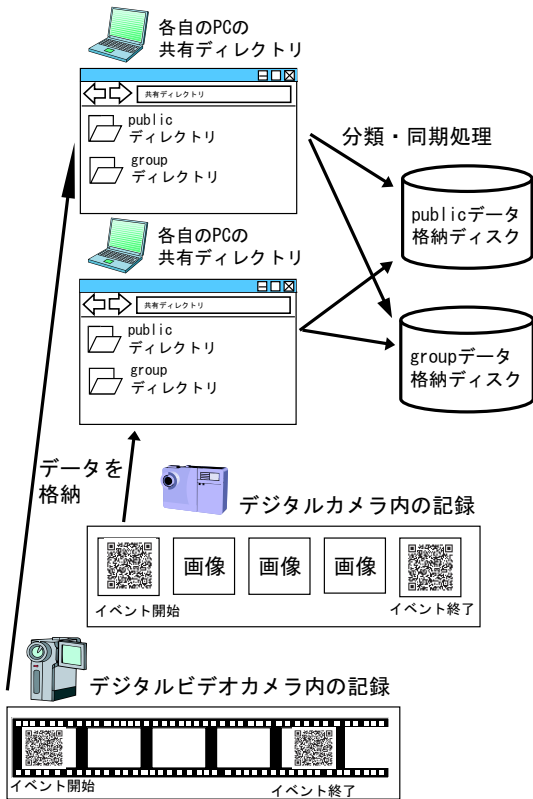 各自のPCの
共有ディレクトリ
共有ディレクトリ
public
ディレクトリ
group
ディレクトリ
分類・同期処理
publicデータ
格納ディスク
各自のPCの
共有ディレクトリ
共有ディレクトリ
public
ディレクトリ
group
ディレクトリ
groupデータ
格納ディスク
データを
格納
デジタルカメラ内の記録
画像
画像
画像
イベント開始
イベント終了
デジタルビデオカメラ内の記録
イベント開始
イベント終了